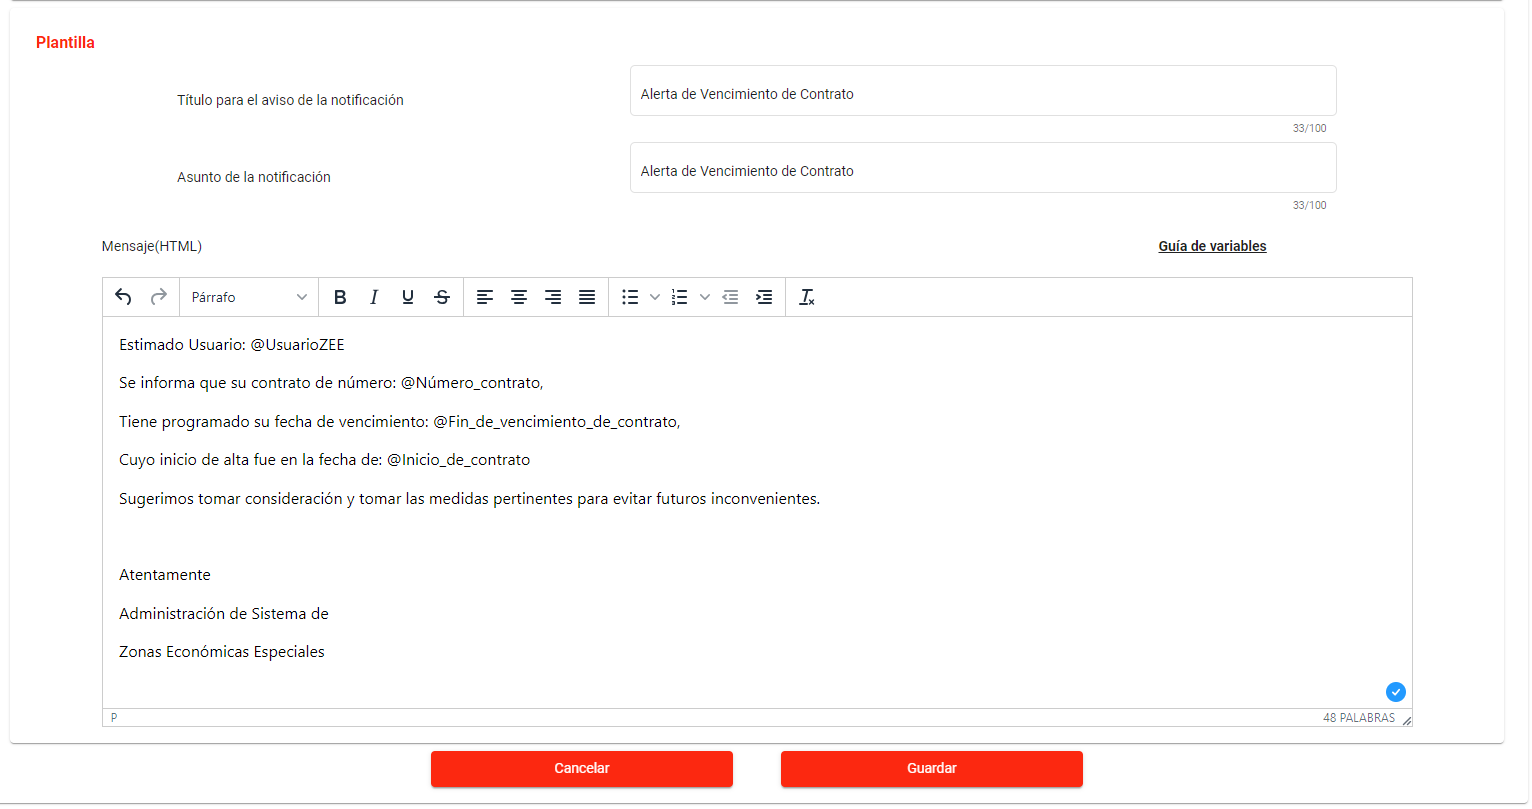 Plantilla
Título para el aviso de la notificación
Alerta de Vencimiento de Contrato
33/100
Asunto de la notificación
Alerta de Vencimiento de Contrato
33/100
Mensaje(HTML)
Guía de variables
Párrafo
Estimado Usuario: @UsuarioZEE
Se informa que su contrato de número: @Número_contrato,
Tiene programado su fecha de vencimiento: @Fin_de_vencimiento_de_contrato,
Cuyo inicio de alta fue en la fecha de: @Inicio_de_contrato
Sugerimos tomar consideración y tomar las medidas pertinentes para evitar futuros inconvenientes.
Atentamente
Administración de Sistema de
Zonas Económicas Especiales
P
48 PALABRAS
Cancelar
Guardar